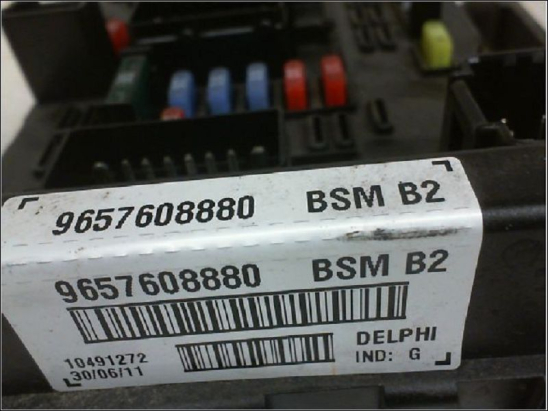 9657608880 BSM B2
9657608880 BSM B2
10491272
30/06/11
DELPHI
IND: G